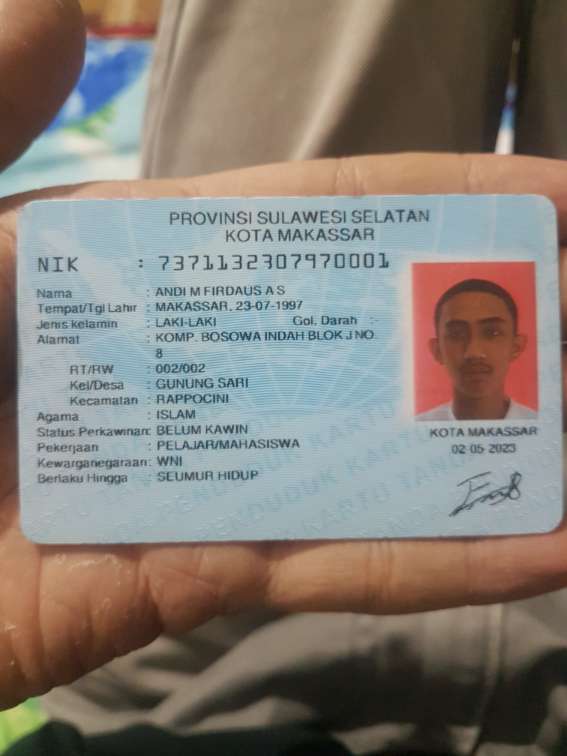 PROVINSI SULAWESI SELATAN
KOTA MAKASSAR
NIK : 7371132307970001
Nama : ANDI M FIRDAUS A S
Tempat/Tgl Lahir : MAKASSAR, 23-07-1997
Jenis kelamin : LAKI-LAKI Gol. Darah :-
Alamat : KOMP. BOSOWA INDAH BLOK J NO.
8
RT/RW : 002/002
Kel/Desa : GUNUNG SARI
Kecamatan : RAPPOCINI
Agama : ISLAM
Status Perkawinan: BELUM KAWIN
Pekerjaan : PELAJAR/MAHASISWA
Kewarganegaraan: WNI
Berlaku Hingga : SEUMUR HIDUP
KOTA MAKASSAR
02-05-2023